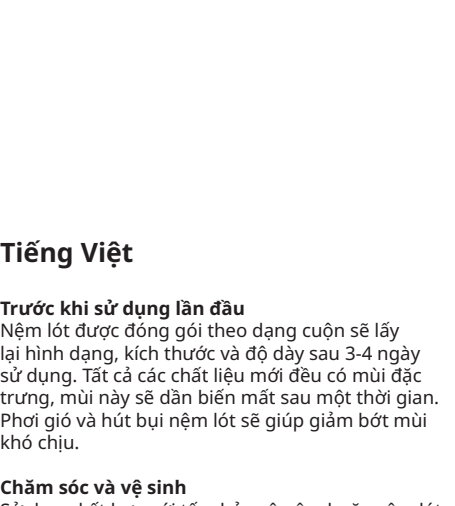 Tiếng Việt
Trước khi sử dụng lần đầu
Nệm lót được đóng gói theo dạng cuộn sẽ lấy
lại hình dạng, kích thước và độ dày sau 3-4 ngày
sử dụng. Tất cả các chất liệu mới đều có mùi đặc
trưng, mùi này sẽ dần biến mất sau một thời gian.
Phơi gió và hút bụi nệm lót sẽ giúp giảm bớt mùi
khó chịu.
Chăm sóc và vệ sinh